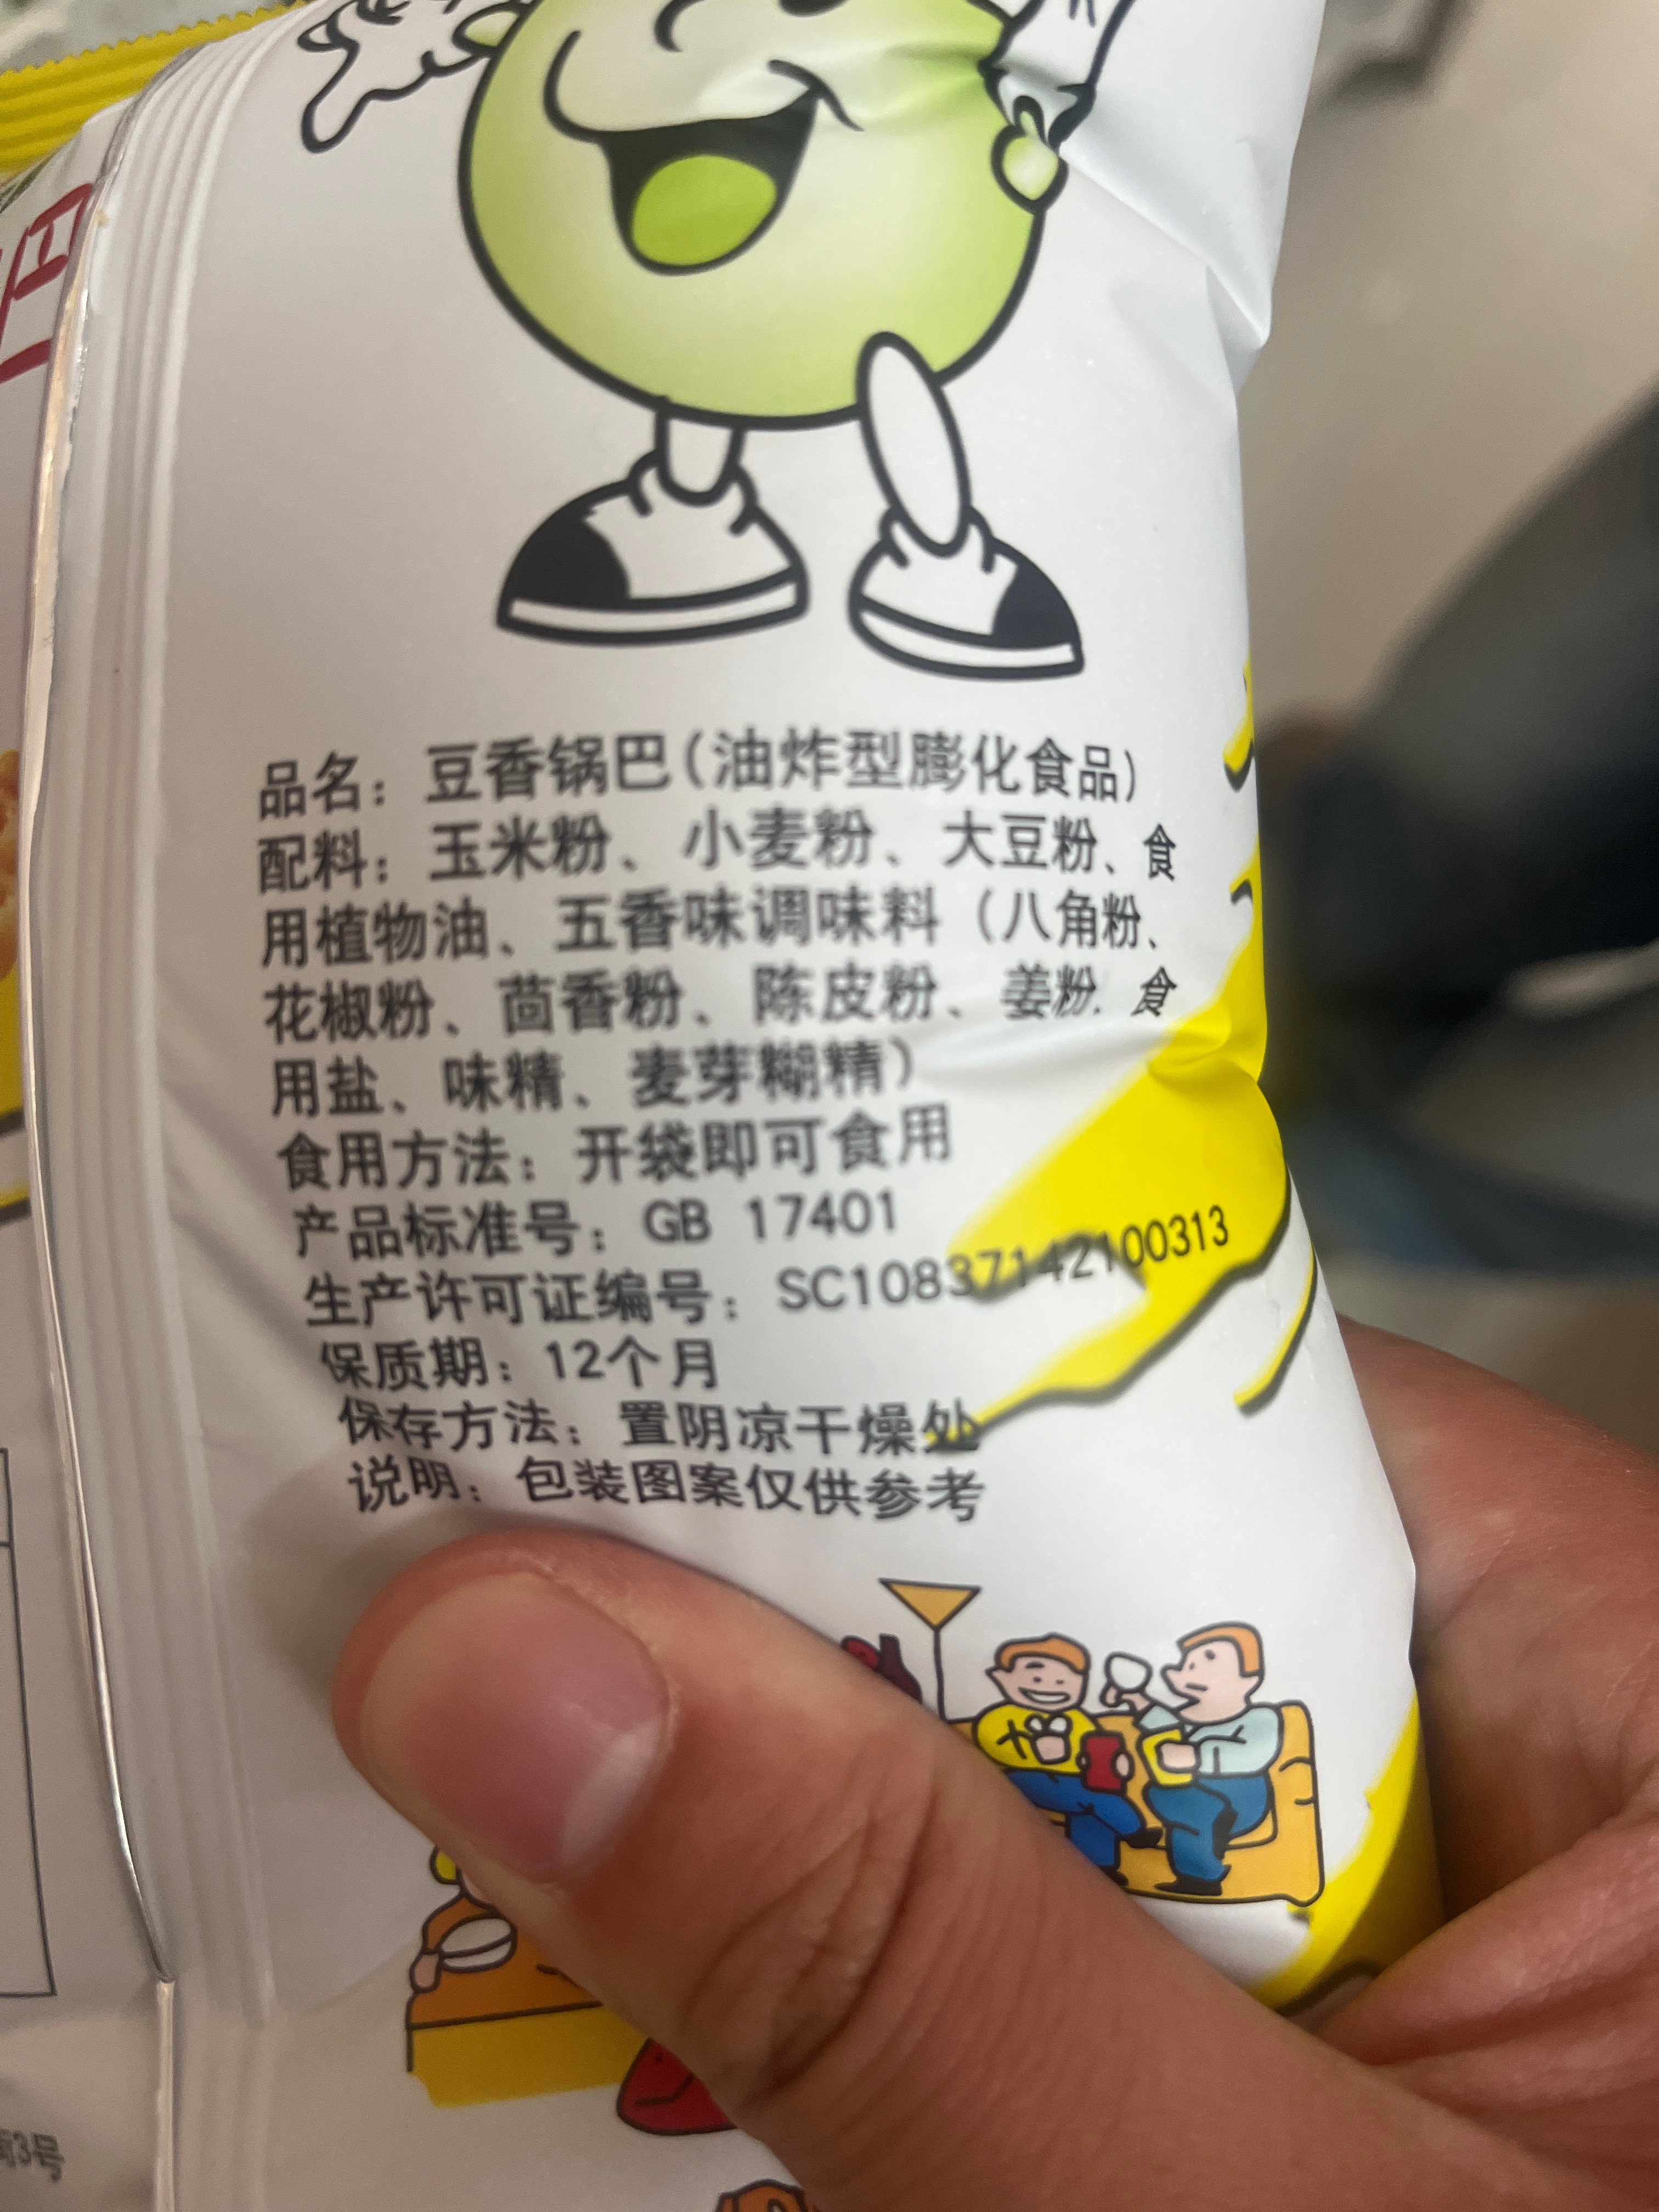 品名：豆香锅巴（油炸型膨化食品）
配料：玉米粉、小麦粉、大豆粉、食
用植物油、五香味调味料（八角粉、
花椒粉、茴香粉、陈皮粉、姜粉、食
用盐、味精、麦芽糊精）
食用方法：开袋即可食用
产品标准号：GB 17401
生产许可证编号：SC10837142100313
保质期：12个月
保存方法：置阴凉干燥处
说明：包装图案仅供参考
3号